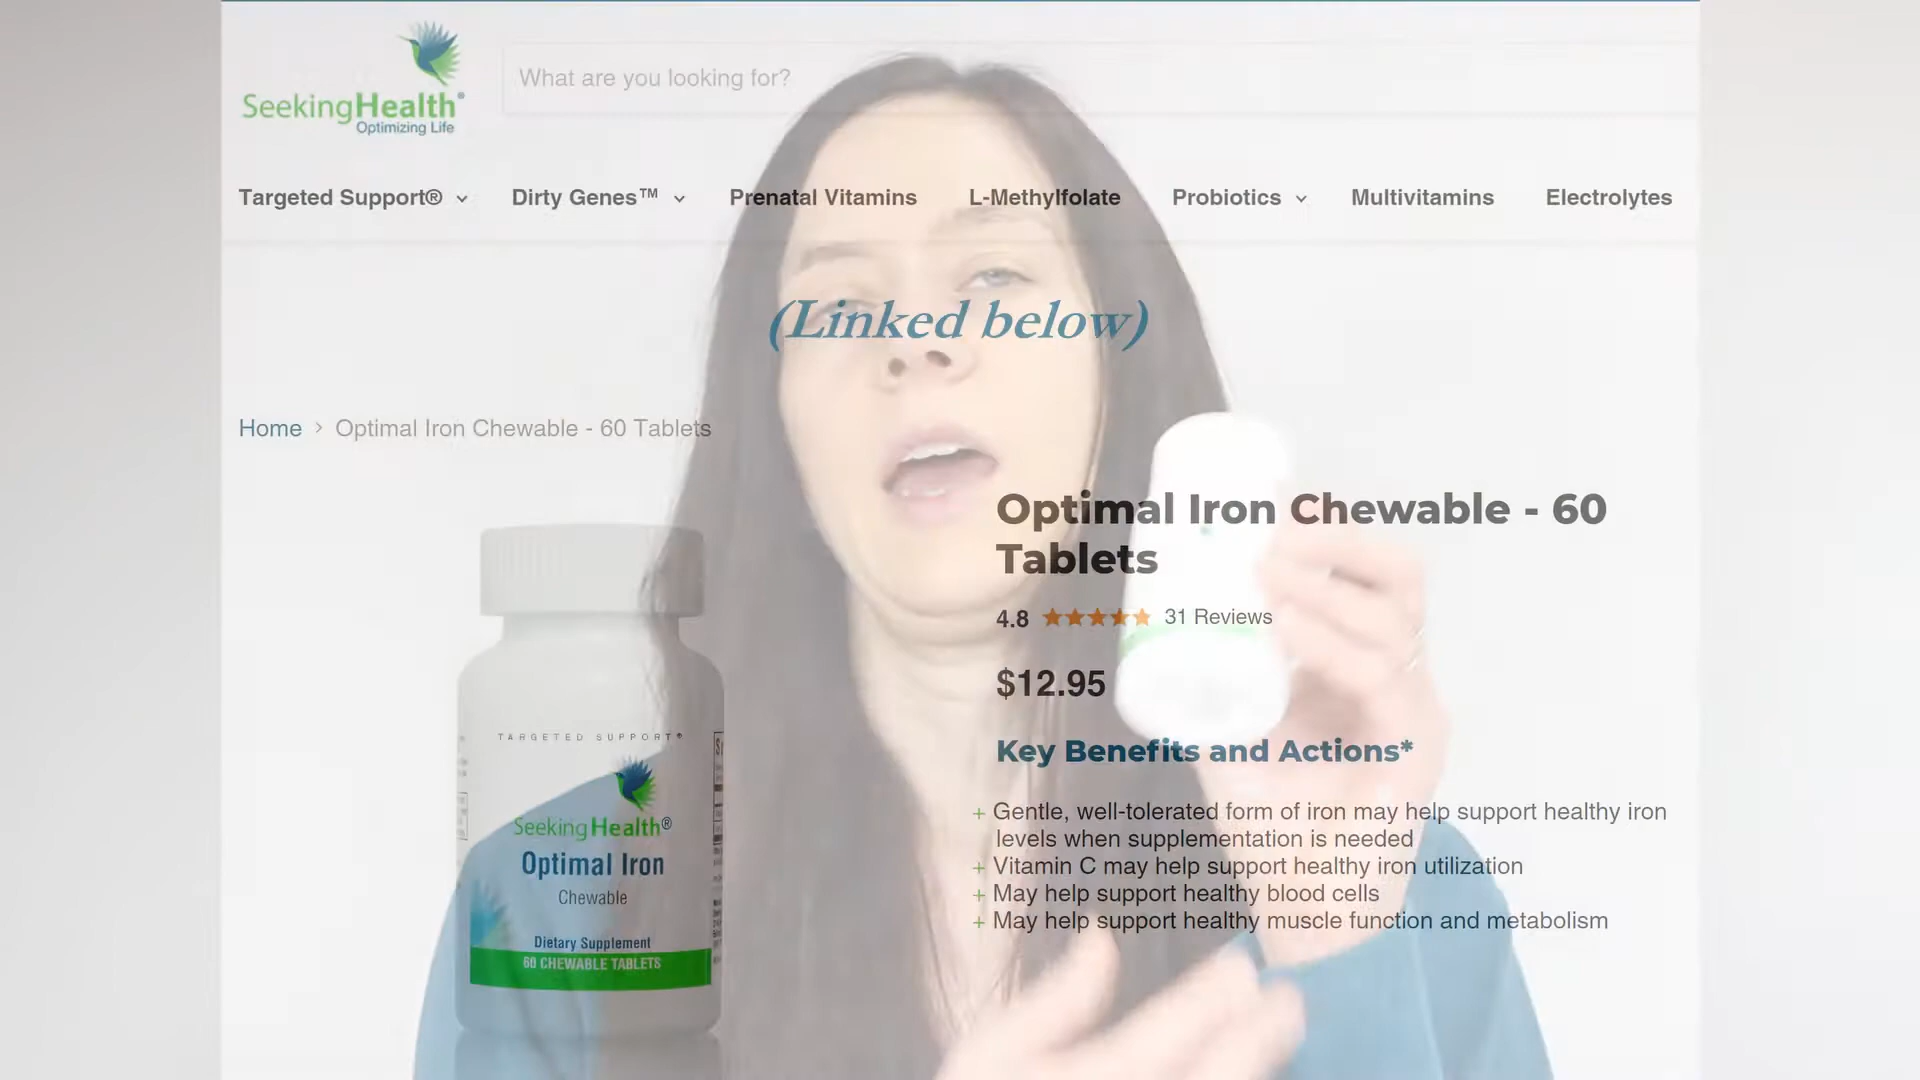 SeekingHealth®
Optimizing Life
What are you looking for?
Targeted Support® Dirty Genes™ Prenatal Vitamins L-Methylfolate Probiotics Multivitamins Electrolytes
(Linked below)
Home > Optimal Iron Chewable - 60 Tablets
Optimal Iron Chewable - 60
Tablets
4.8 31 Reviews
$12.95
Key Benefits and Actions*
+ Gentle, well-tolerated form of iron may help support healthy iron
levels when supplementation is needed
+ Vitamin C may help support healthy iron utilization
+ May help support healthy blood cells
+ May help support healthy muscle function and metabolism
TARGETED SUPPORT®
SeekingHealth®
Optimal Iron
Chewable
Dietary Supplement
60 CHEWABLE TABLETS